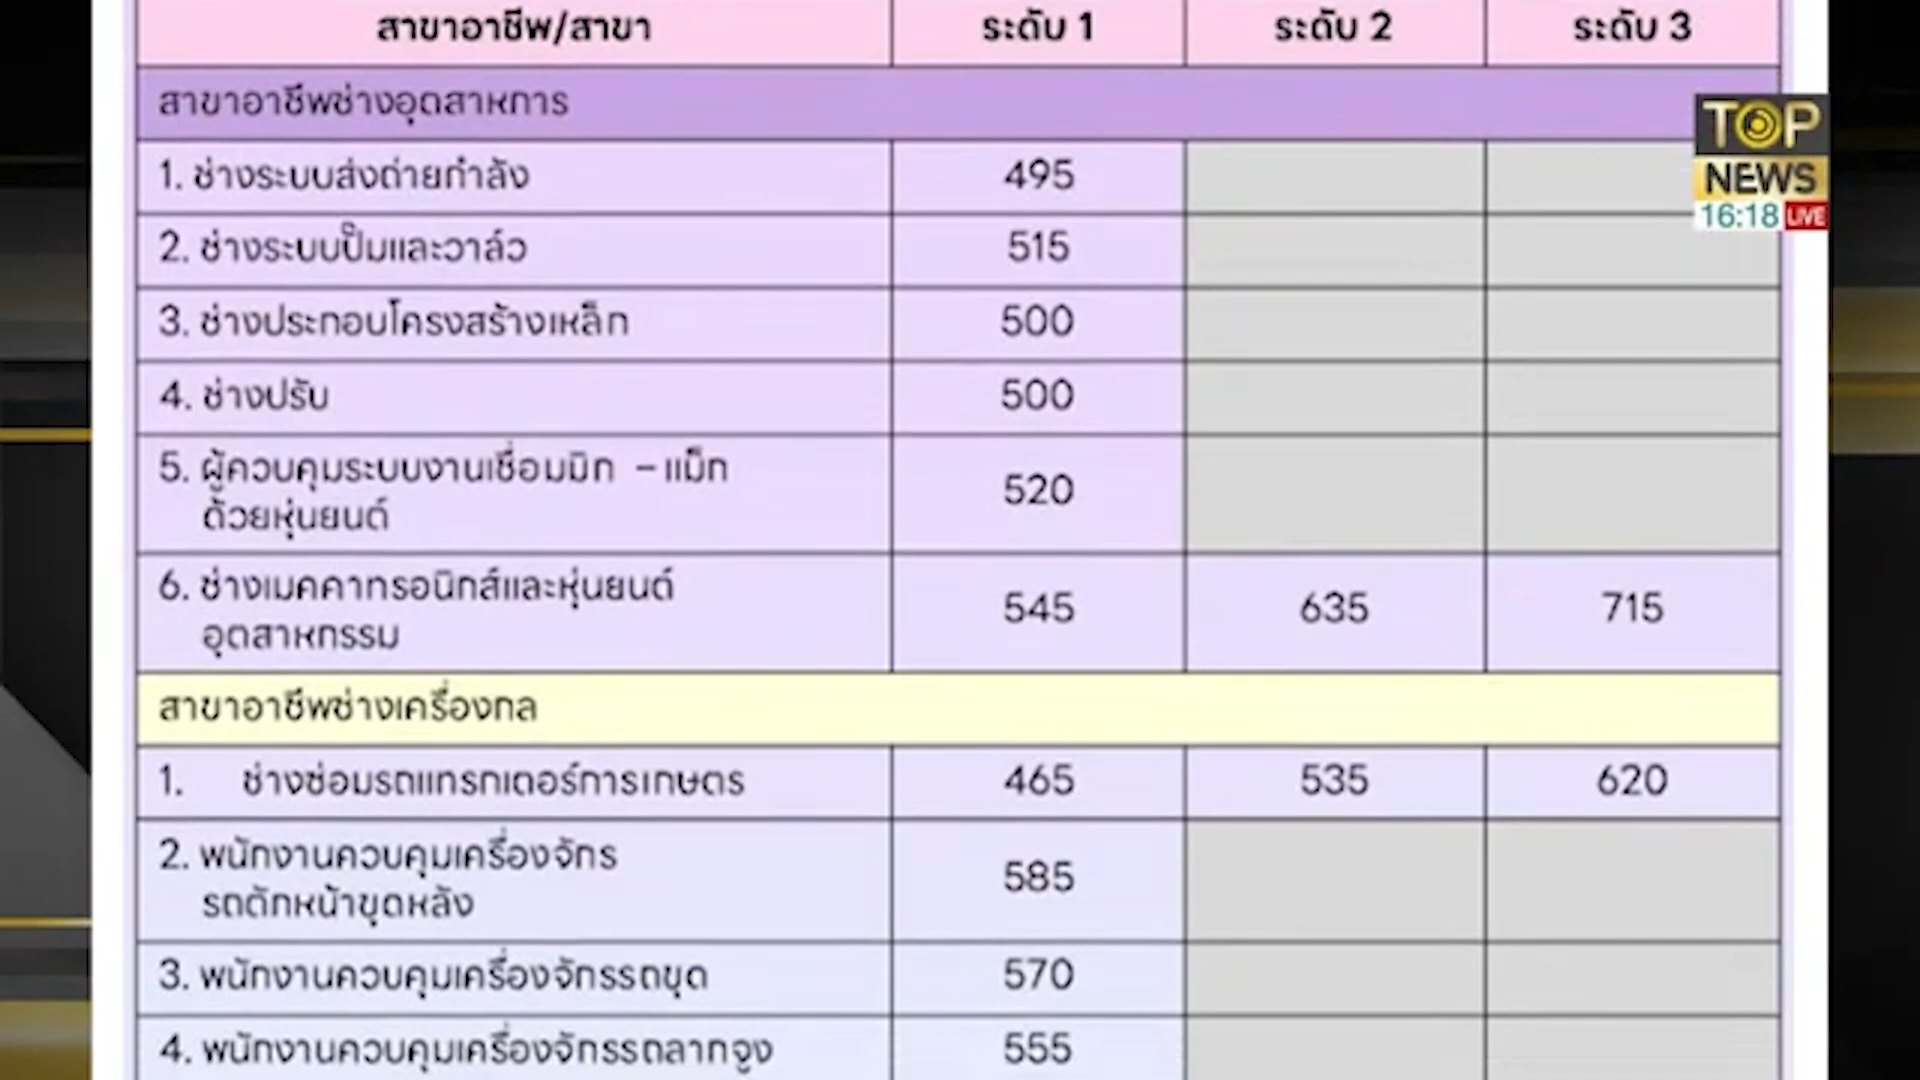 สาขาอาชีพ/สาขา ระดับ 1 ระดับ 2 ระดับ 3
สาขาอาชีพช่างอุตสาหการ
TOP
NEWS
16:18 LIVE
1. ช่างระบบส่งถ่ายกำลัง 495
2. ช่างระบบปั๊มและวาล์ว 515
3. ช่างประกอบโครงสร้างเหล็ก 500
4. ช่างปรับ 500
5. ผู้ควบคุมระบบงานเชื่อมมิก - แม็ก
ด้วยหุ่นยนต์ 520
6. ช่างเมคคาทรอนิกส์และหุ่นยนต์
อุตสาหกรรม 545 635 715
สาขาอาชีพช่างเครื่องกล
1. ช่างซ่อมรถแทรกเตอร์การเกษตร 465 535 620
2. พนักงานควบคุมเครื่องจักร
รถตักหน้าขุดหลัง 585
3. พนักงานควบคุมเครื่องจักรรถขุด 570
4. พนักงานควบคุมเครื่องจักรรถลากจูง 555